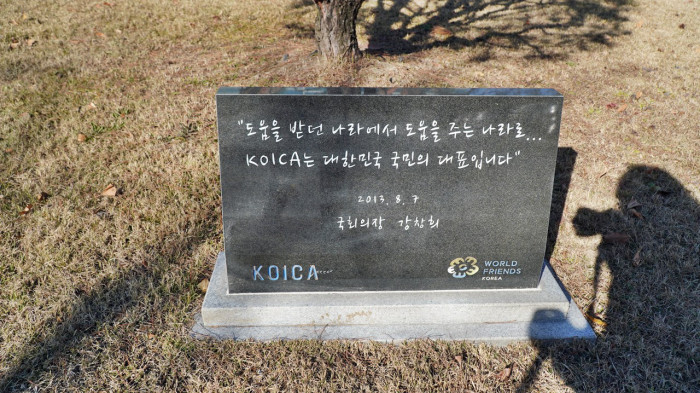 "도움을 받던 나라에서 도움을 주는 나라로...
KOICA는 대한민국 국민의 대표입니다"
2013. 8. 7
국회의장 강창희
KOICA
WORLD
FRIENDS
KOREA